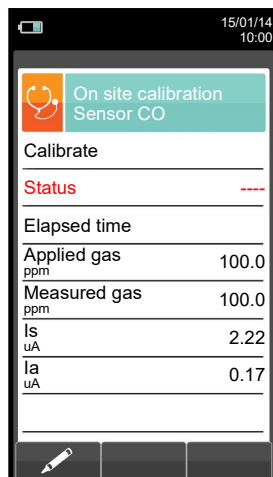 15/01/14
10:00
On site calibration
Sensor CO
Calibrate
Status ----
Elapsed time
Applied gas 100.0
ppm
Measured gas 100.0
ppm
Is 2.22
uA
Ia 0.17
uA